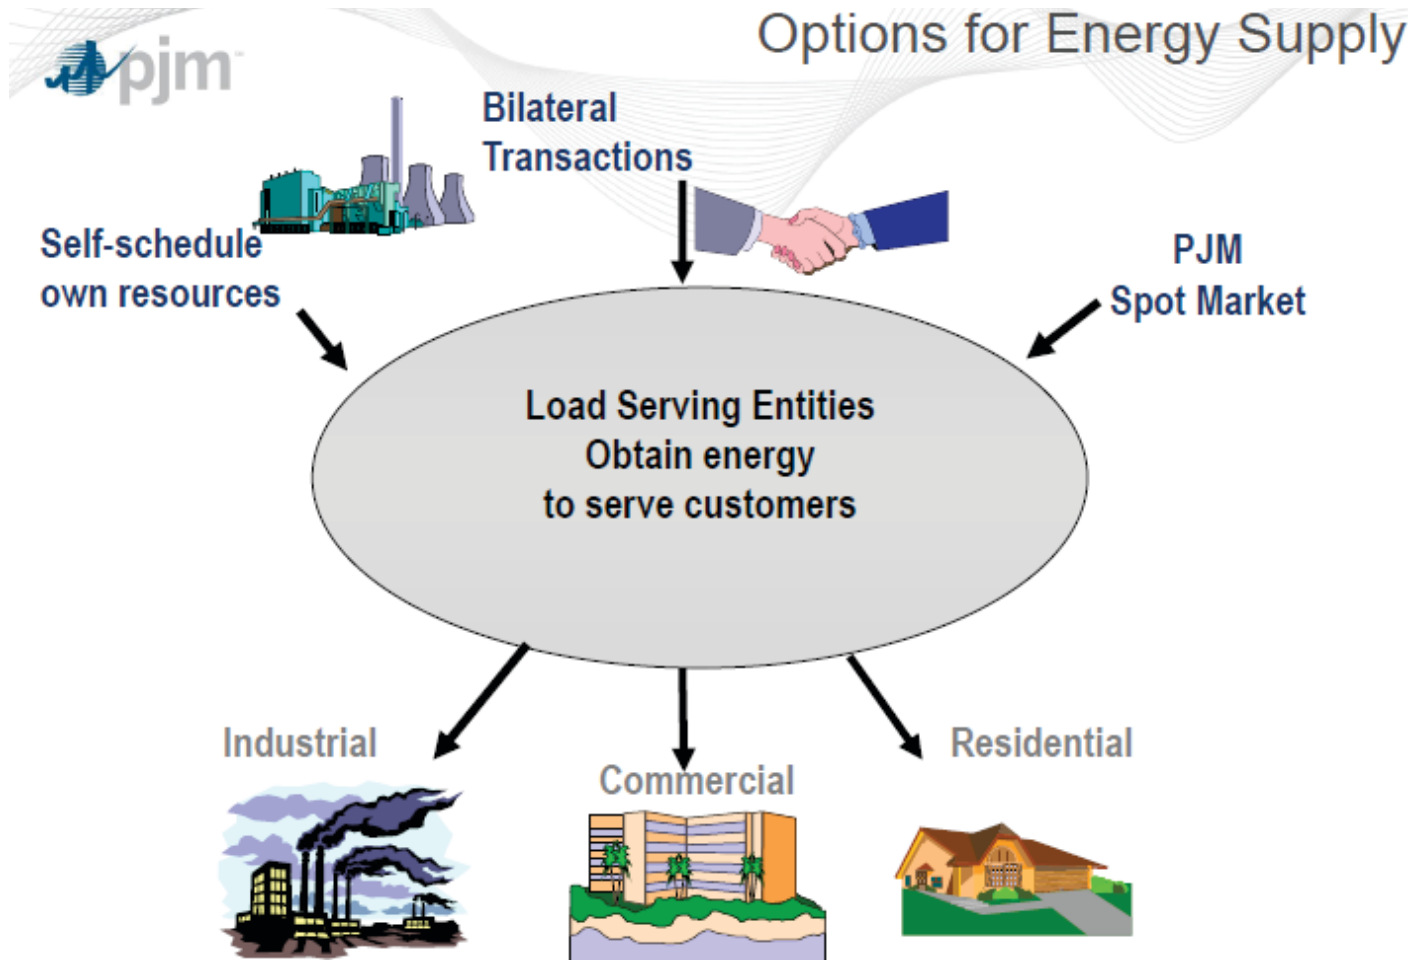 Options for Energy Supply
pjm
Bilateral
Transactions
Self-schedule
own resources
PJM
Spot Market
Load Serving Entities
Obtain energy
to serve customers
Industrial
Commercial
Residential